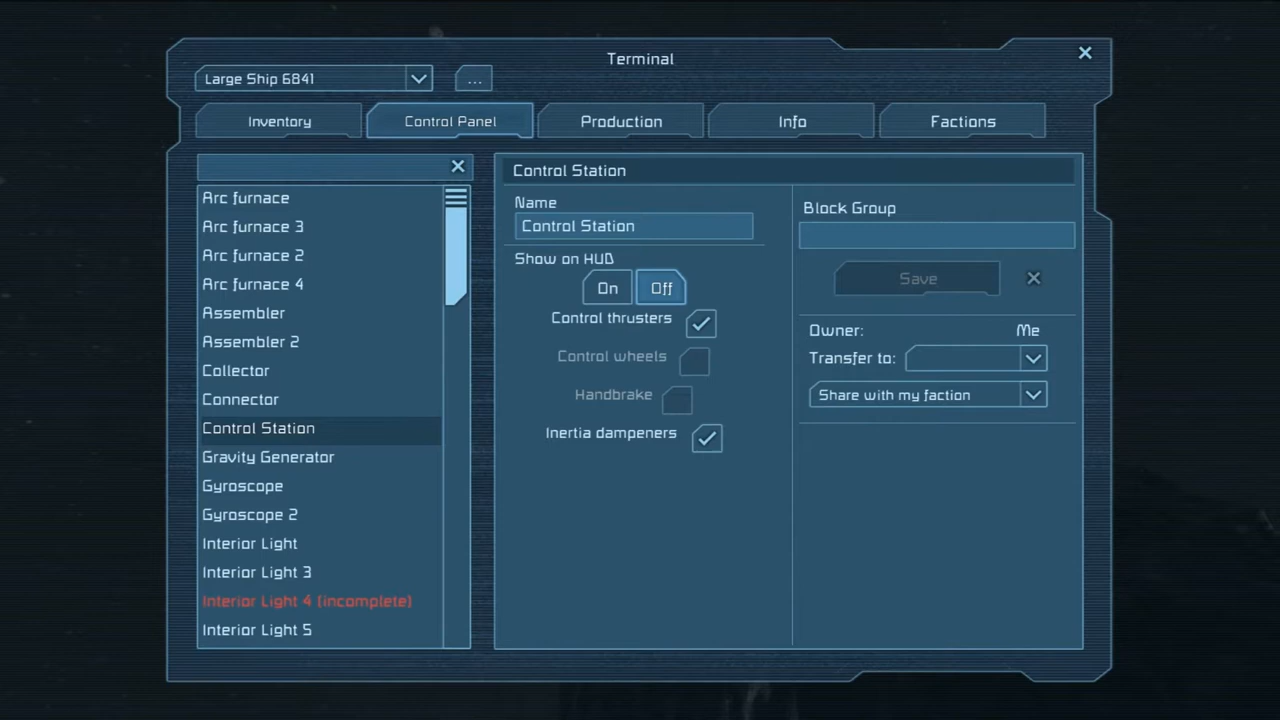 Terminal
Large Ship 6841
...
Inventory
Control Panel
Production
Info
Factions
Arc furnace
Arc furnace 3
Arc furnace 2
Arc furnace 4
Assembler
Assembler 2
Collector
Connector
Control Station
Gravity Generator
Gyroscope
Gyroscope 2
Interior Light
Interior Light 3
Interior Light 4 (incomplete)
Interior Light 5
Control Station
Name
Control Station
Show on HUD
On
Off
Control thrusters
Control wheels
Handbrake
Inertia dampeners
Block Group
Save
Owner: Me
Transfer to:
Share with my faction